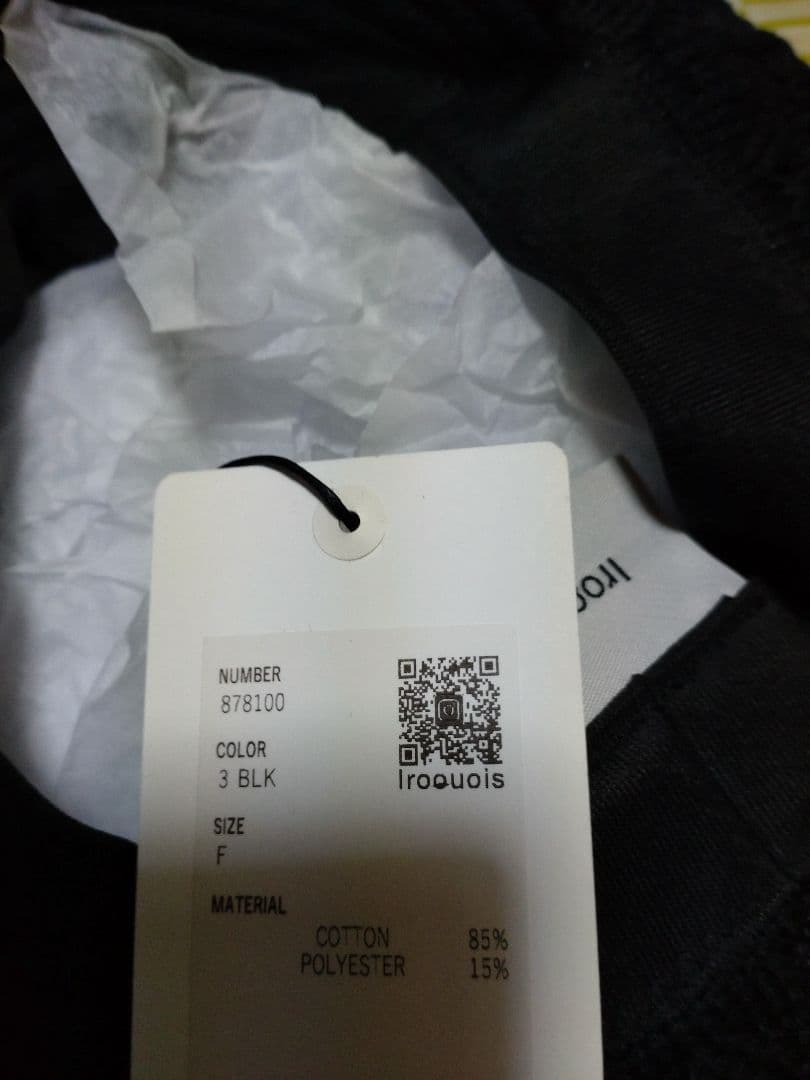 NUMBER
878100
COLOR
3 BLK
SIZE
F
MATERIAL
COTTON 85%
POLYESTER 15%
Iroquois